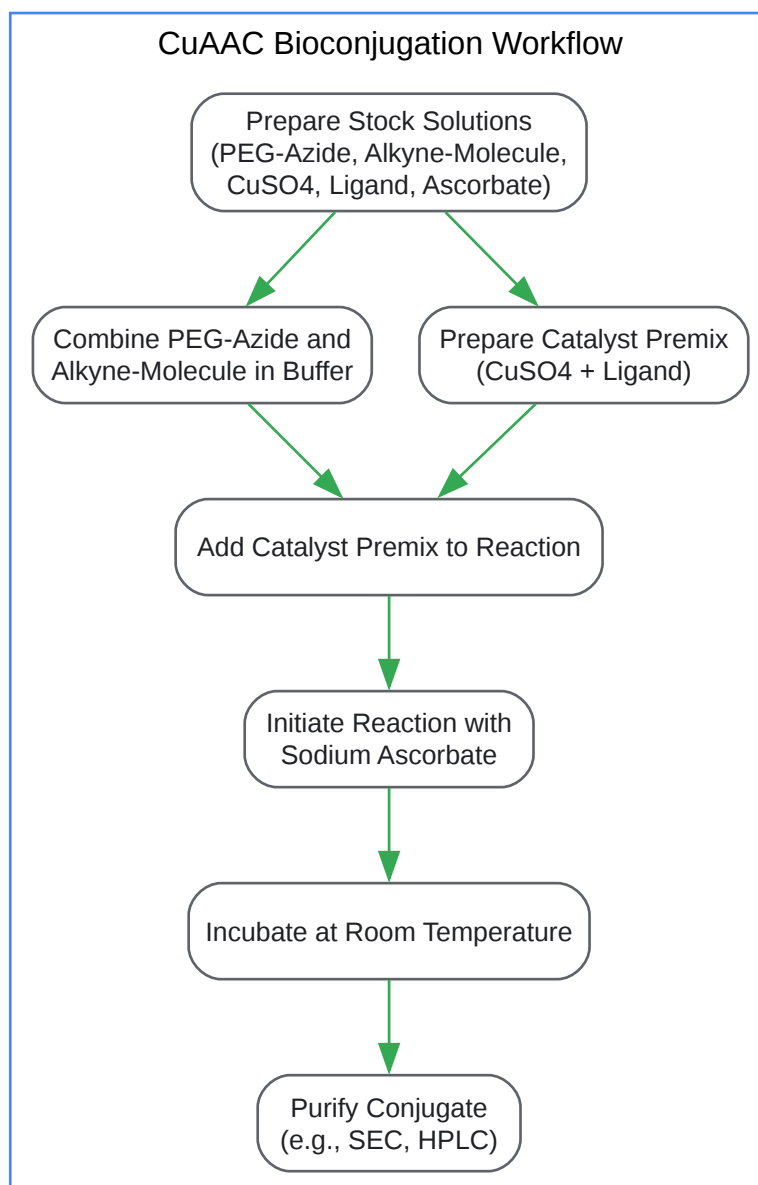 CuAAC Bioconjugation Workflow
Prepare Stock Solutions
(PEG-Azide, Alkyne-Molecule,
CuSO4, Ligand, Ascorbate)
Combine PEG-Azide and
Alkyne-Molecule in Buffer
Prepare Catalyst Premix
(CuSO4 + Ligand)
Add Catalyst Premix to Reaction
Initiate Reaction with
Sodium Ascorbate
Incubate at Room Temperature
Purify Conjugate
(e.g., SEC, HPLC)